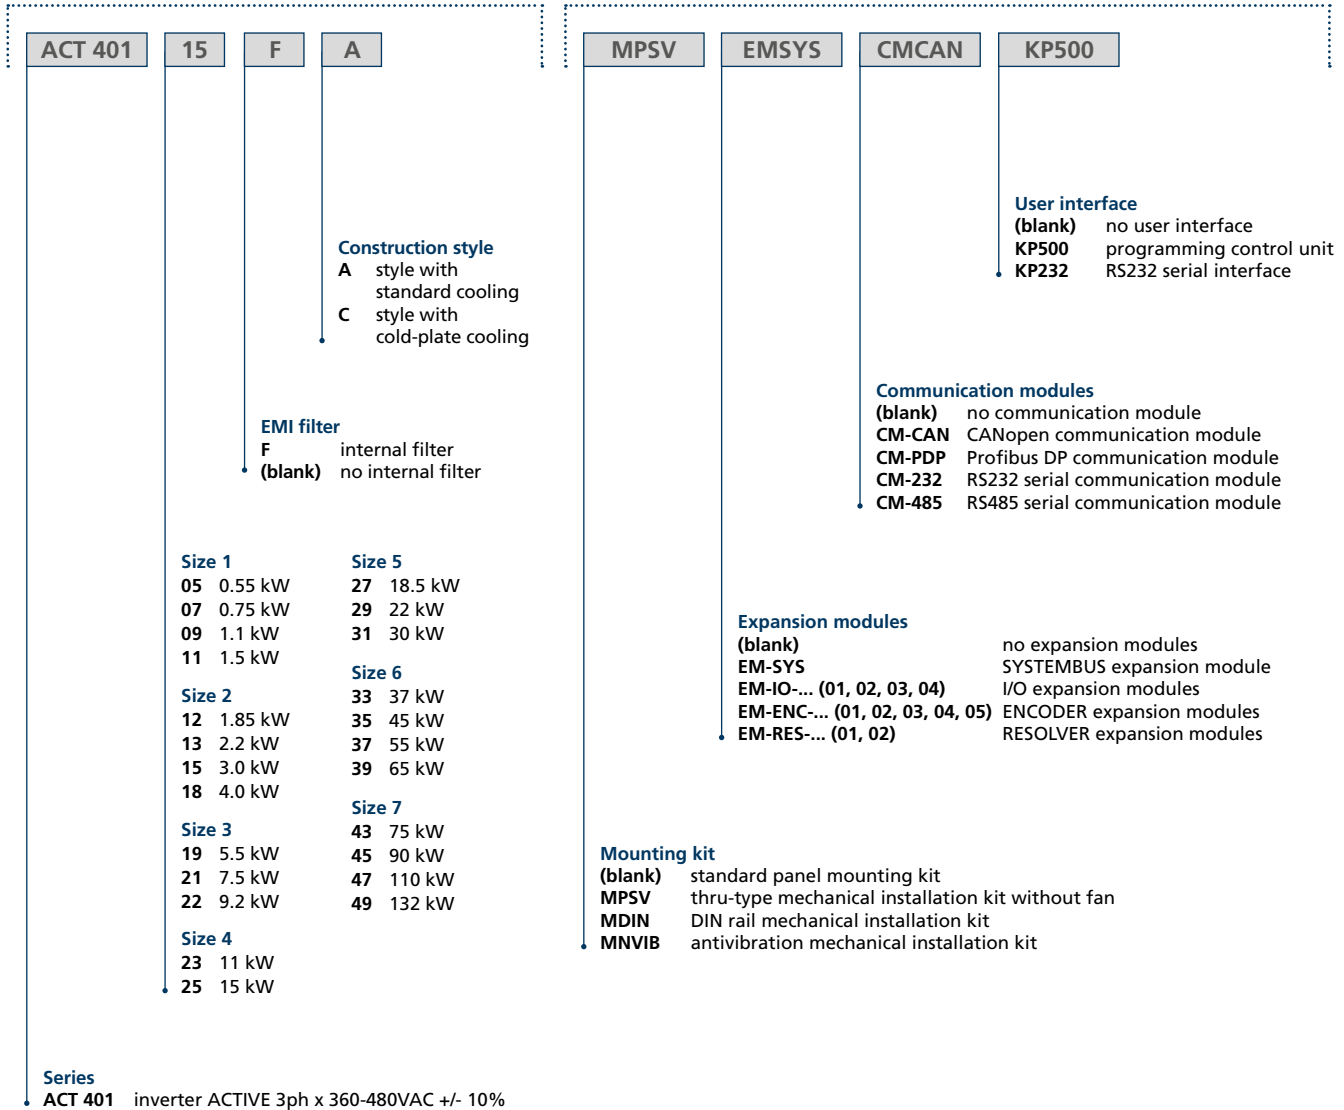 ACT 401 15 F A MPSV EMSYS CMCAN KP500
User interface
(blank) no user interface
KP500 programming control unit
KP232 RS232 serial interface
Construction style
A style with
standard cooling
C style with
cold-plate cooling
Communication modules
(blank) no communication module
CM-CAN CANopen communication module
CM-PDP Profibus DP communication module
CM-232 RS232 serial communication module
CM-485 RS485 serial communication module
EMI filter
F internal filter
(blank) no internal filter
Size 1
05 0.55 kW
07 0.75 kW
09 1.1 kW
11 1.5 kW
Size 2
12 1.85 kW
13 2.2 kW
15 3.0 kW
18 4.0 kW
Size 3
19 5.5 kW
21 7.5 kW
22 9.2 kW
Size 4
23 11 kW
25 15 kW
Size 5
27 18.5 kW
29 22 kW
31 30 kW
Size 6
33 37 kW
35 45 kW
37 55 kW
39 65 kW
Size 7
43 75 kW
45 90 kW
47 110 kW
49 132 kW
Expansion modules
(blank) no expansion modules
EM-SYS SYSTEMBUS expansion module
EM-IO-... (01, 02, 03, 04) I/O expansion modules
EM-ENC-... (01, 02, 03, 04, 05) ENCODER expansion modules
EM-RES-... (01, 02) RESOLVER expansion modules
Mounting kit
(blank) standard panel mounting kit
MPSV thru-type mechanical installation kit without fan
MDIN DIN rail mechanical installation kit
MNVIB antivibration mechanical installation kit
Series
ACT 401 inverter ACTIVE 3ph x 360-480VAC +/- 10%